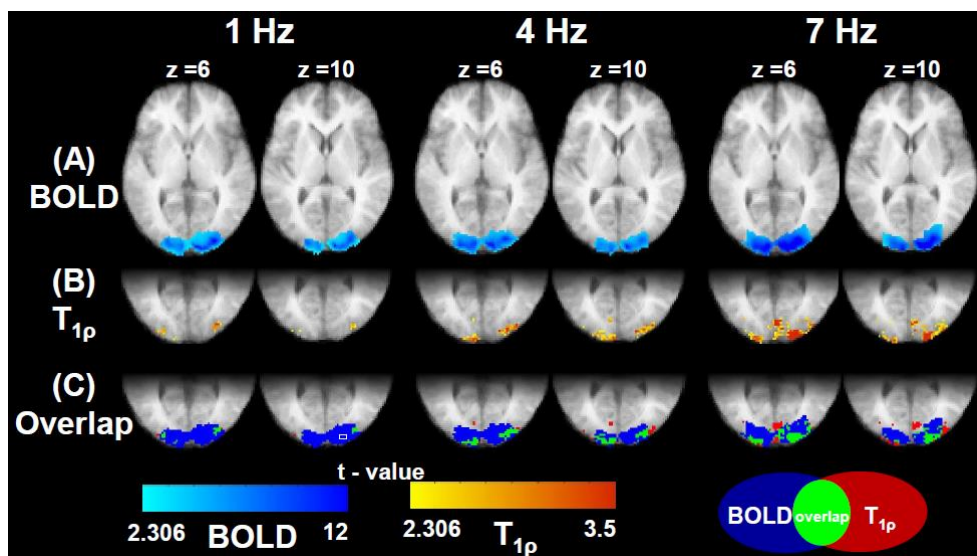 1 Hz 4 Hz 7 Hz
z =6 z =10 z =6 z =10 z =6 z =10
(A)
BOLD
(B)
T1ρ
(C)
Overlap
t - value
2.306 BOLD 12
2.306 T1ρ 3.5
BOLD overlap T1ρ